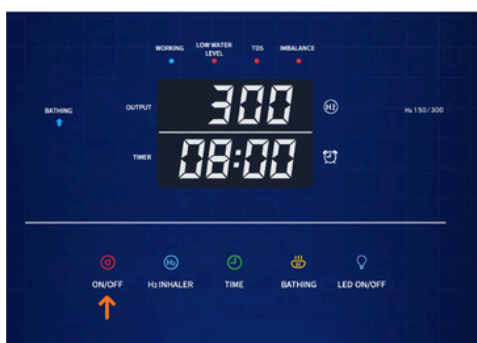 WORKING LOW WATER LEVEL TDS IMBALANCE
BATHING OUTPUT 300 H2 H₂ 150/300
TIMER 08:00
ON/OFF H₂ INHALER TIME BATHING LED ON/OFF